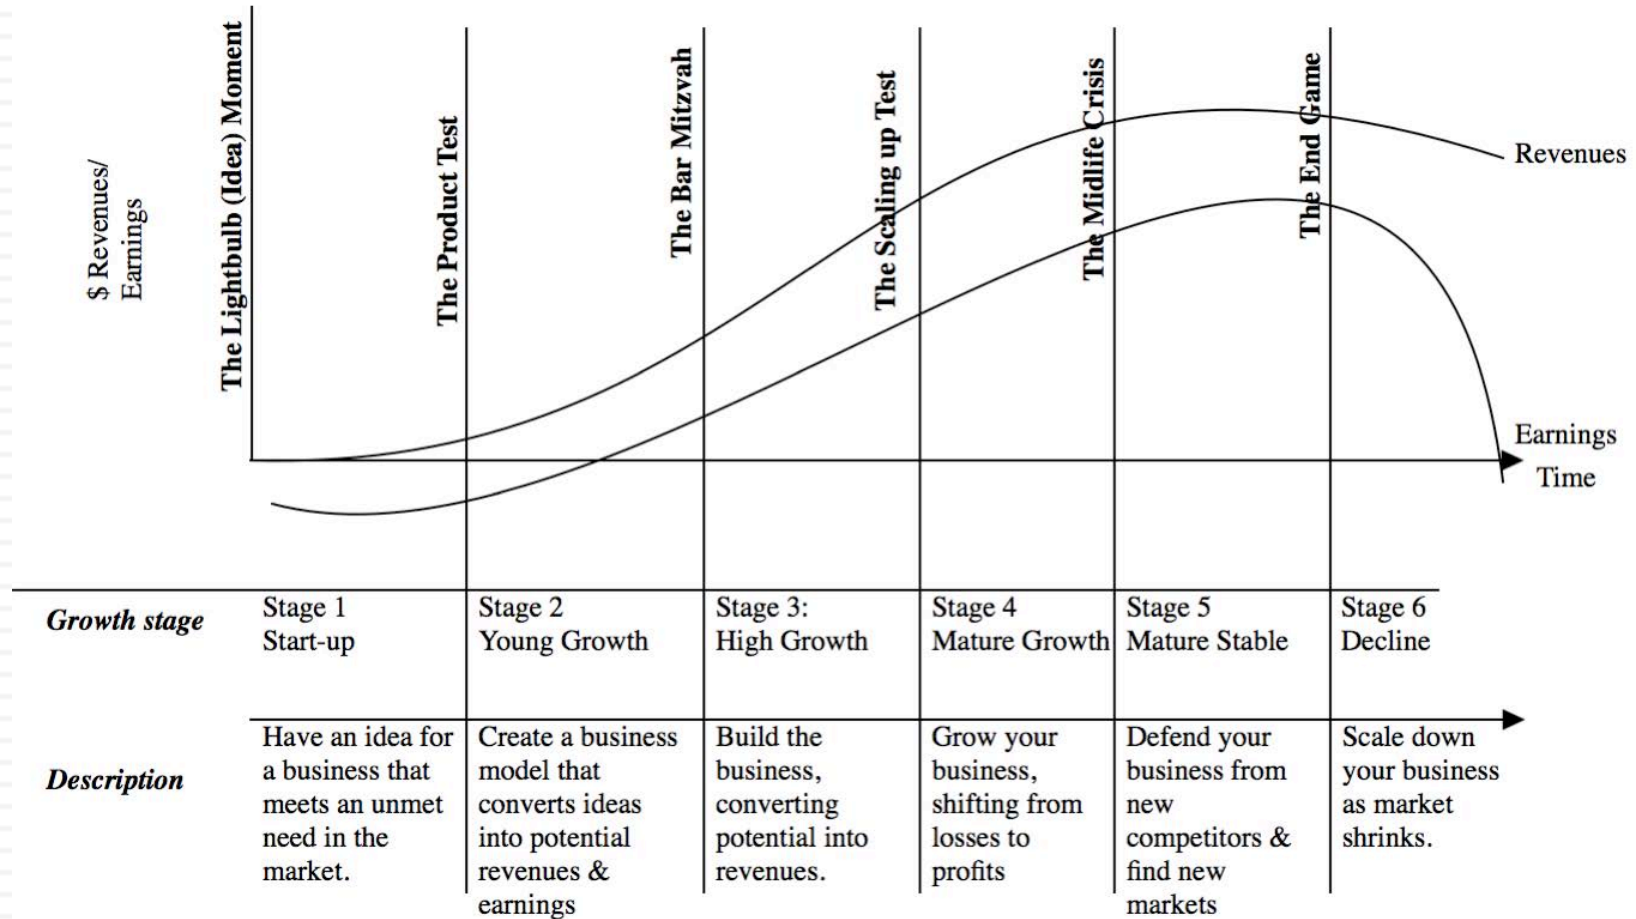 $ Revenues/
Earnings
The Lightbulb (Idea) Moment
The Product Test
The Bar Mitzvah
The Scaling up Test
The Midlife Crisis
The End Game
Revenues
Earnings
Time
Growth stage
Stage 1
Start-up
Stage 2
Young Growth
Stage 3:
High Growth
Stage 4
Mature Growth
Stage 5
Mature Stable
Stage 6
Decline
Description
Have an idea for
a business that
meets an unmet
need in the
market.
Create a business
model that
converts ideas
into potential
revenues &
earnings
Build the
business,
converting
potential into
revenues.
Grow your
business,
shifting from
losses to
profits
Defend your
business from
new
competitors &
find new
markets
Scale down
your business
as market
shrinks.